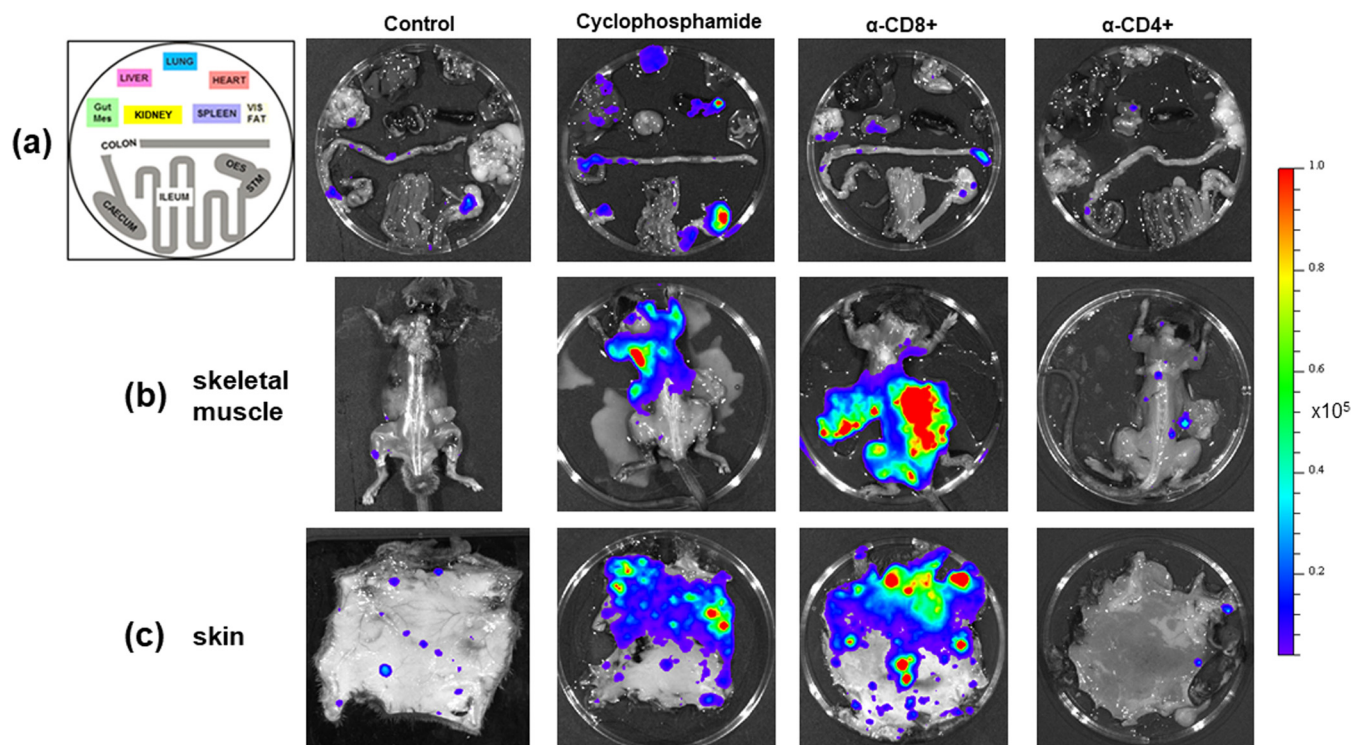 Control Cyclophosphamide α-CD8+ α-CD4+
(a)
LUNG
LIVER HEART
Gut
Mes
KIDNEY SPLEEN VIS
FAT
COLON
OES
STM
ILEUM
CAECUM
(b) skeletal
muscle
(c) skin
1.0
0.8
0.6
x10⁵
0.4
0.2